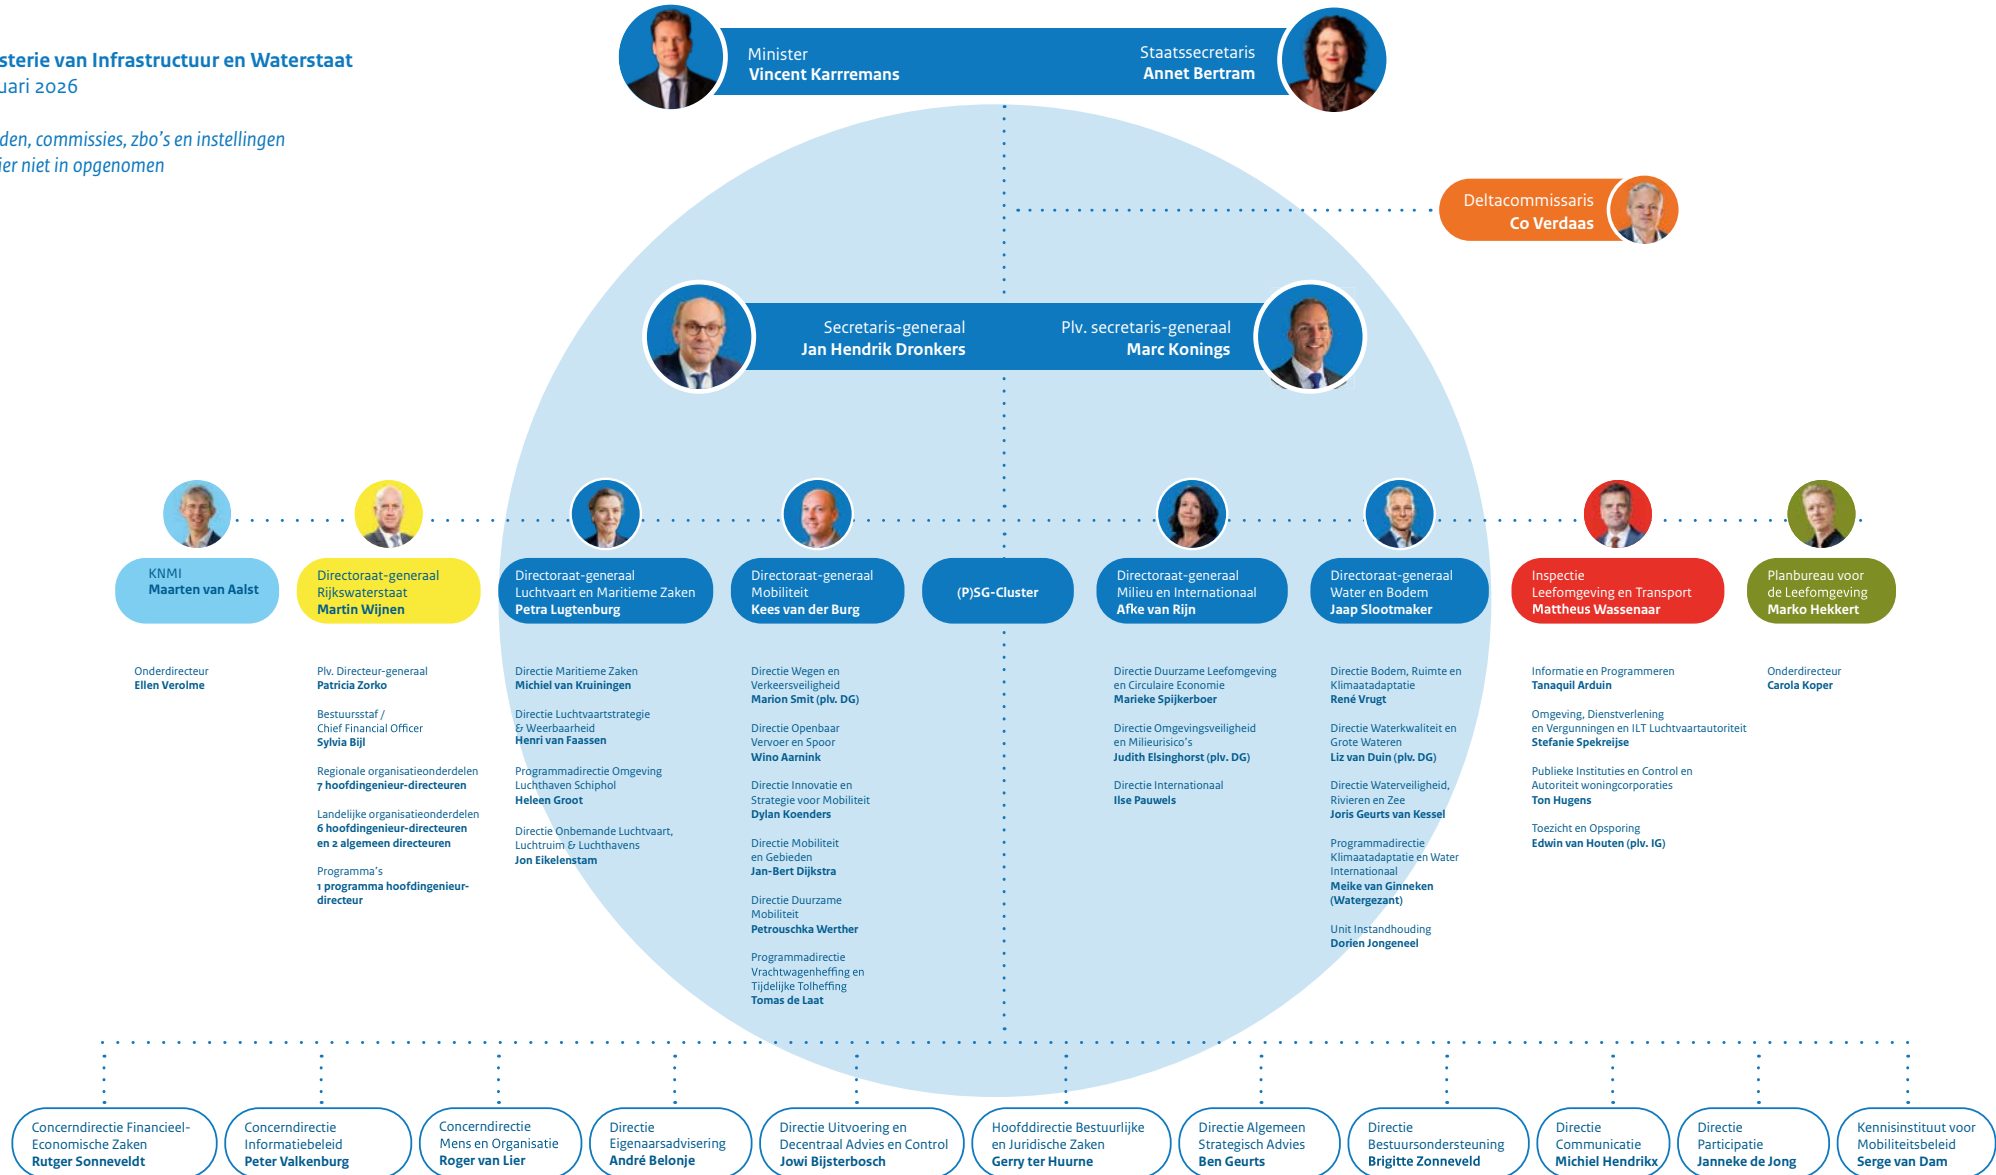 sterie van Infrastructuur en Waterstaat
uari 2026
den, commissies, zbo's en instellingen
ier niet in opgenomen
Minister
Vincent Karrremans
Staatssecretaris
Annet Bertram
Deltacommissaris
Co Verdaas
Secretaris-generaal
Jan Hendrik Dronkers
Plv. secretaris-generaal
Marc Konings
KNMI
Maarten van Aalst
Onderdirecteur
Ellen Verolme
Directoraat-generaal
Rijkswaterstaat
Martin Wijnen
Plv. Directeur-generaal
Patricia Zorko
Bestuursstaf /
Chief Financial Officer
Sylvia Bijl
Regionale organisatieonderdelen
7 hoofdingenieur-directeuren
Landelijke organisatieonderdelen
6 hoofdingenieur-directeuren
en 2 algemeen directeuren
Programma's
1 programma hoofdingenieur-
directeur
Directoraat-generaal
Luchtvaart en Maritieme Zaken
Petra Lugtenburg
Directie Maritieme Zaken
Michiel van Kruiningen
Directie Luchtvaartstrategie
& Weerbaarheid
Henri van Faassen
Programmadirectie Omgeving
Luchthaven Schiphol
Heleen Groot
Directie Onbemande Luchtvaart,
Luchtruim & Luchthavens
Jon Eikelenstam
Directoraat-generaal
Mobiliteit
Kees van der Burg
Directie Wegen en
Verkeersveiligheid
Marion Smit (plv. DG)
Directie Openbaar
Vervoer en Spoor
Wino Aarnink
Directie Innovatie en
Strategie voor Mobiliteit
Dylan Koenders
Directie Mobiliteit
en Gebieden
Jan-Bert Dijkstra
Directie Duurzame
Mobiliteit
Petrouschka Werther
Programmadirectie
Vrachtwagenheffing en
Tijdelijke Tolheffing
Tomas de Laat
(P)SG-Cluster
Directoraat-generaal
Milieu en Internationaal
Afke van Rijn
Directie Duurzame Leefomgeving
en Circulaire Economie
Marieke Spijkerboer
Directie Omgevingsveiligheid
en Milieurisico's
Judith Elsinghorst (plv. DG)
Directie Internationaal
Ilse Pauwels
Directoraat-generaal
Water en Bodem
Jaap Slootmaker
Directie Bodem, Ruimte en
Klimaatadaptatie
René Vrugt
Directie Waterkwaliteit en
Grote Wateren
Liz van Duin (plv. DG)
Directie Waterveiligheid,
Rivieren en Zee
Joris Geurts van Kessel
Programmadirectie
Klimaatadaptatie en Water
Internationaal
Meike van Ginneken
(Watergezant)
Unit Instandhouding
Dorien Jongeneel
Inspectie
Leefomgeving en Transport
Mattheus Wassenaar
Informatie en Programmeren
Tanaquil Arduin
Omgeving, Dienstverlening
en Vergunningen en ILT Luchtvaartautoriteit
Stefanie Spekreijse
Publieke Instituties en Control en
Autoriteit woningcorporaties
Ton Hugens
Toezicht en Opsporing
Edwin van Houten (plv. IG)
Planbureau voor
de Leefomgeving
Marko Hekkert
Onderdirecteur
Carola Koper
Concerndirectie Financieel-
Economische Zaken
Rutger Sonneveldt
Concerndirectie
Informatiebeleid
Peter Valkenburg
Concerndirectie
Mens en Organisatie
Roger van Lier
Directie
Eigenaarsadvisering
André Belonje
Directie Uitvoering en
Decentraal Advies en Control
Jowi Bijsterbosch
Hoofddirectie Bestuurlijke
en Juridische Zaken
Gerry ter Huurne
Directie Algemeen
Strategisch Advies
Ben Geurts
Directie
Bestuursondersteuning
Brigitte Zonneveld
Directie
Communicatie
Michiel Hendrikx
Directie
Participatie
Janneke de Jong
Kennisinstituut voor
Mobiliteitsbeleid
Serge van Dam